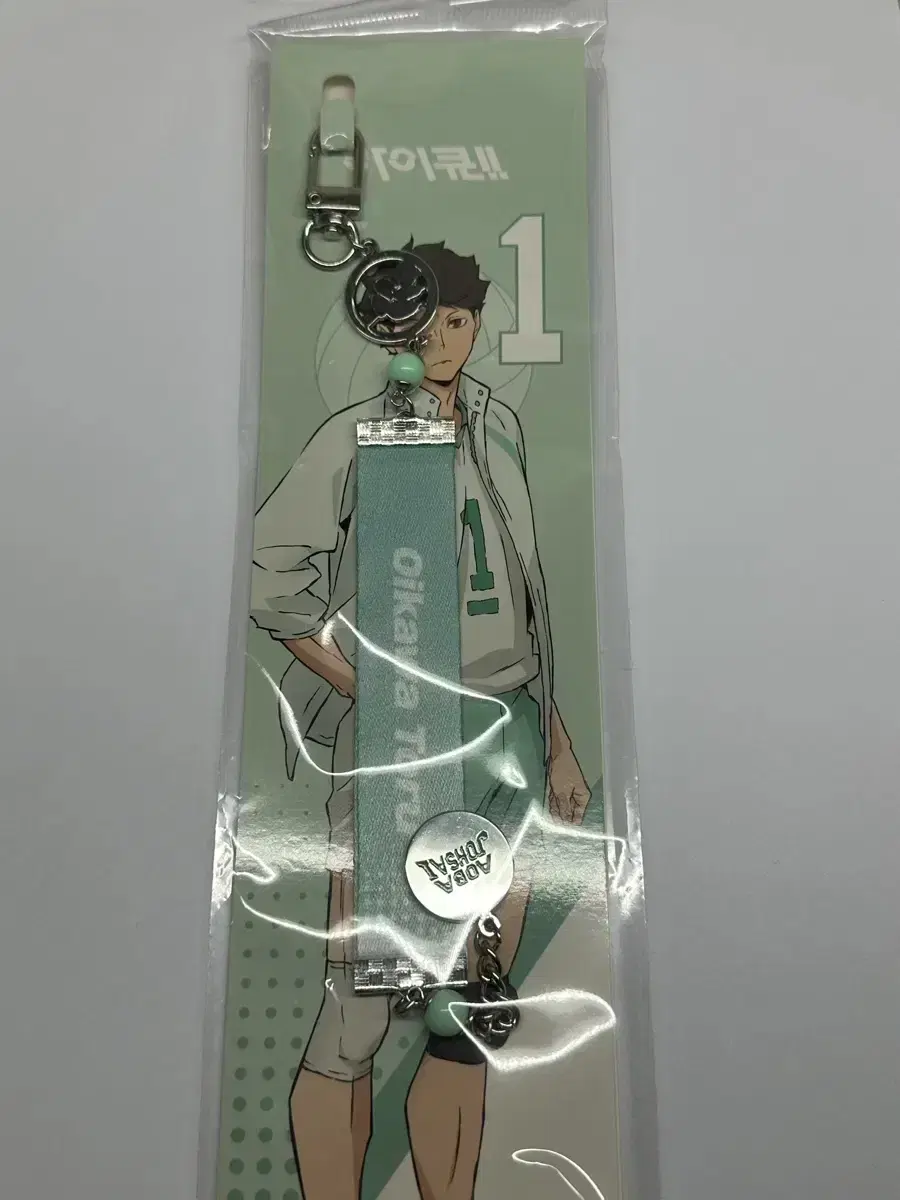 하이큐!!
1
1
Oikawa Toru
AOBA
JOHSAI